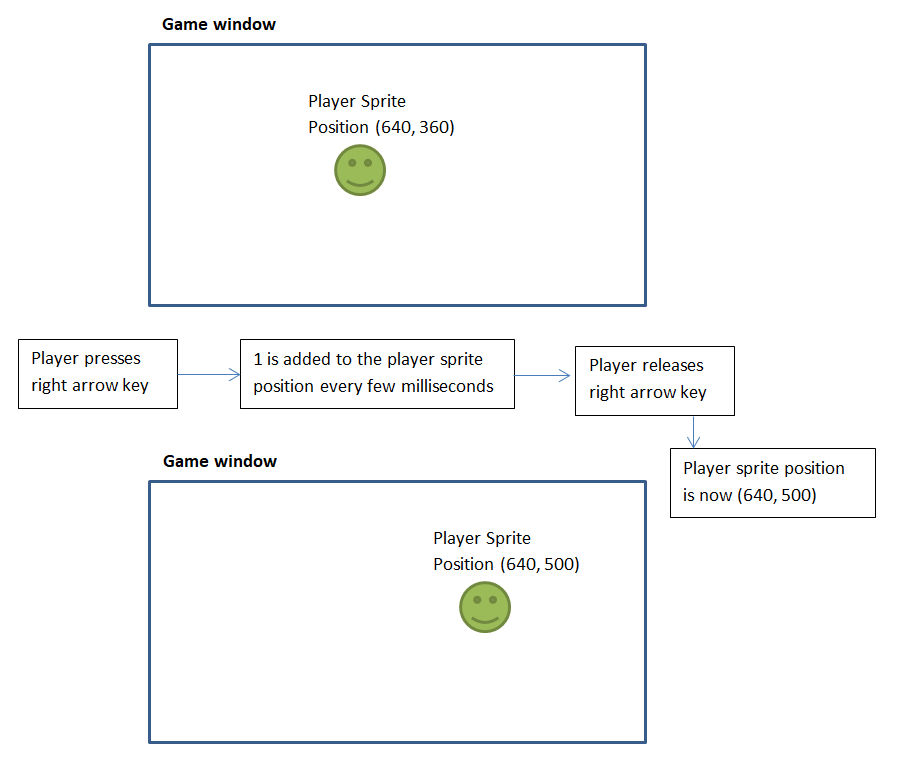 Game window
Player Sprite
Position (640, 360)
Player presses
right arrow key
1 is added to the player sprite
position every few milliseconds
Player releases
right arrow key
Player sprite position
is now (640, 500)
Game window
Player Sprite
Position (640, 500)